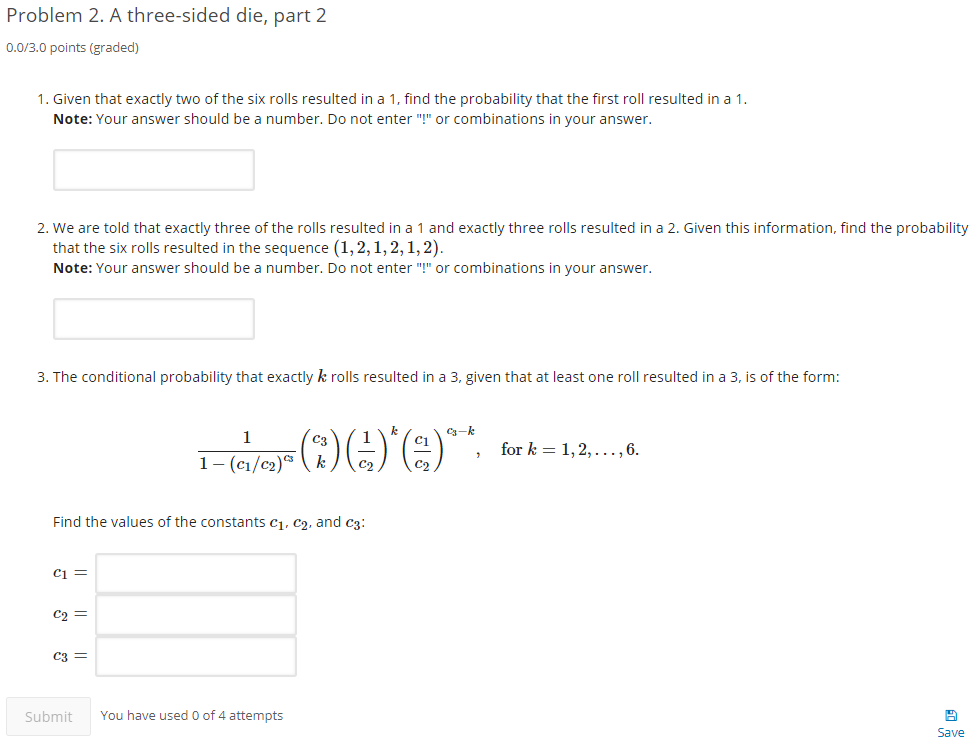 Problem 2. A three-sided die, part 2
0.0/3.0 points (graded)
1. Given that exactly two of the six rolls resulted in a 1, find the probability that the first roll resulted in a 1.
Note: Your answer should be a number. Do not enter "!" or combinations in your answer.
2. We are told that exactly three of the rolls resulted in a 1 and exactly three rolls resulted in a 2. Given this information, find the probability
that the six rolls resulted in the sequence (1, 2, 1, 2, 1, 2).
Note: Your answer should be a number. Do not enter "!" or combinations in your answer.
3. The conditional probability that exactly k rolls resulted in a 3, given that at least one roll resulted in a 3, is of the form:
\frac{1}{1-(c_1/c_2)^{c_3}} \binom{c_3}{k} \left(\frac{1}{c_2}\right)^k \left(\frac{c_1}{c_2}\right)^{c_3-k}, for k = 1, 2, ..., 6.
Find the values of the constants c₁, c₂, and c₃:
c₁ =
c₂ =
c₃ =
Submit You have used 0 of 4 attempts
Save